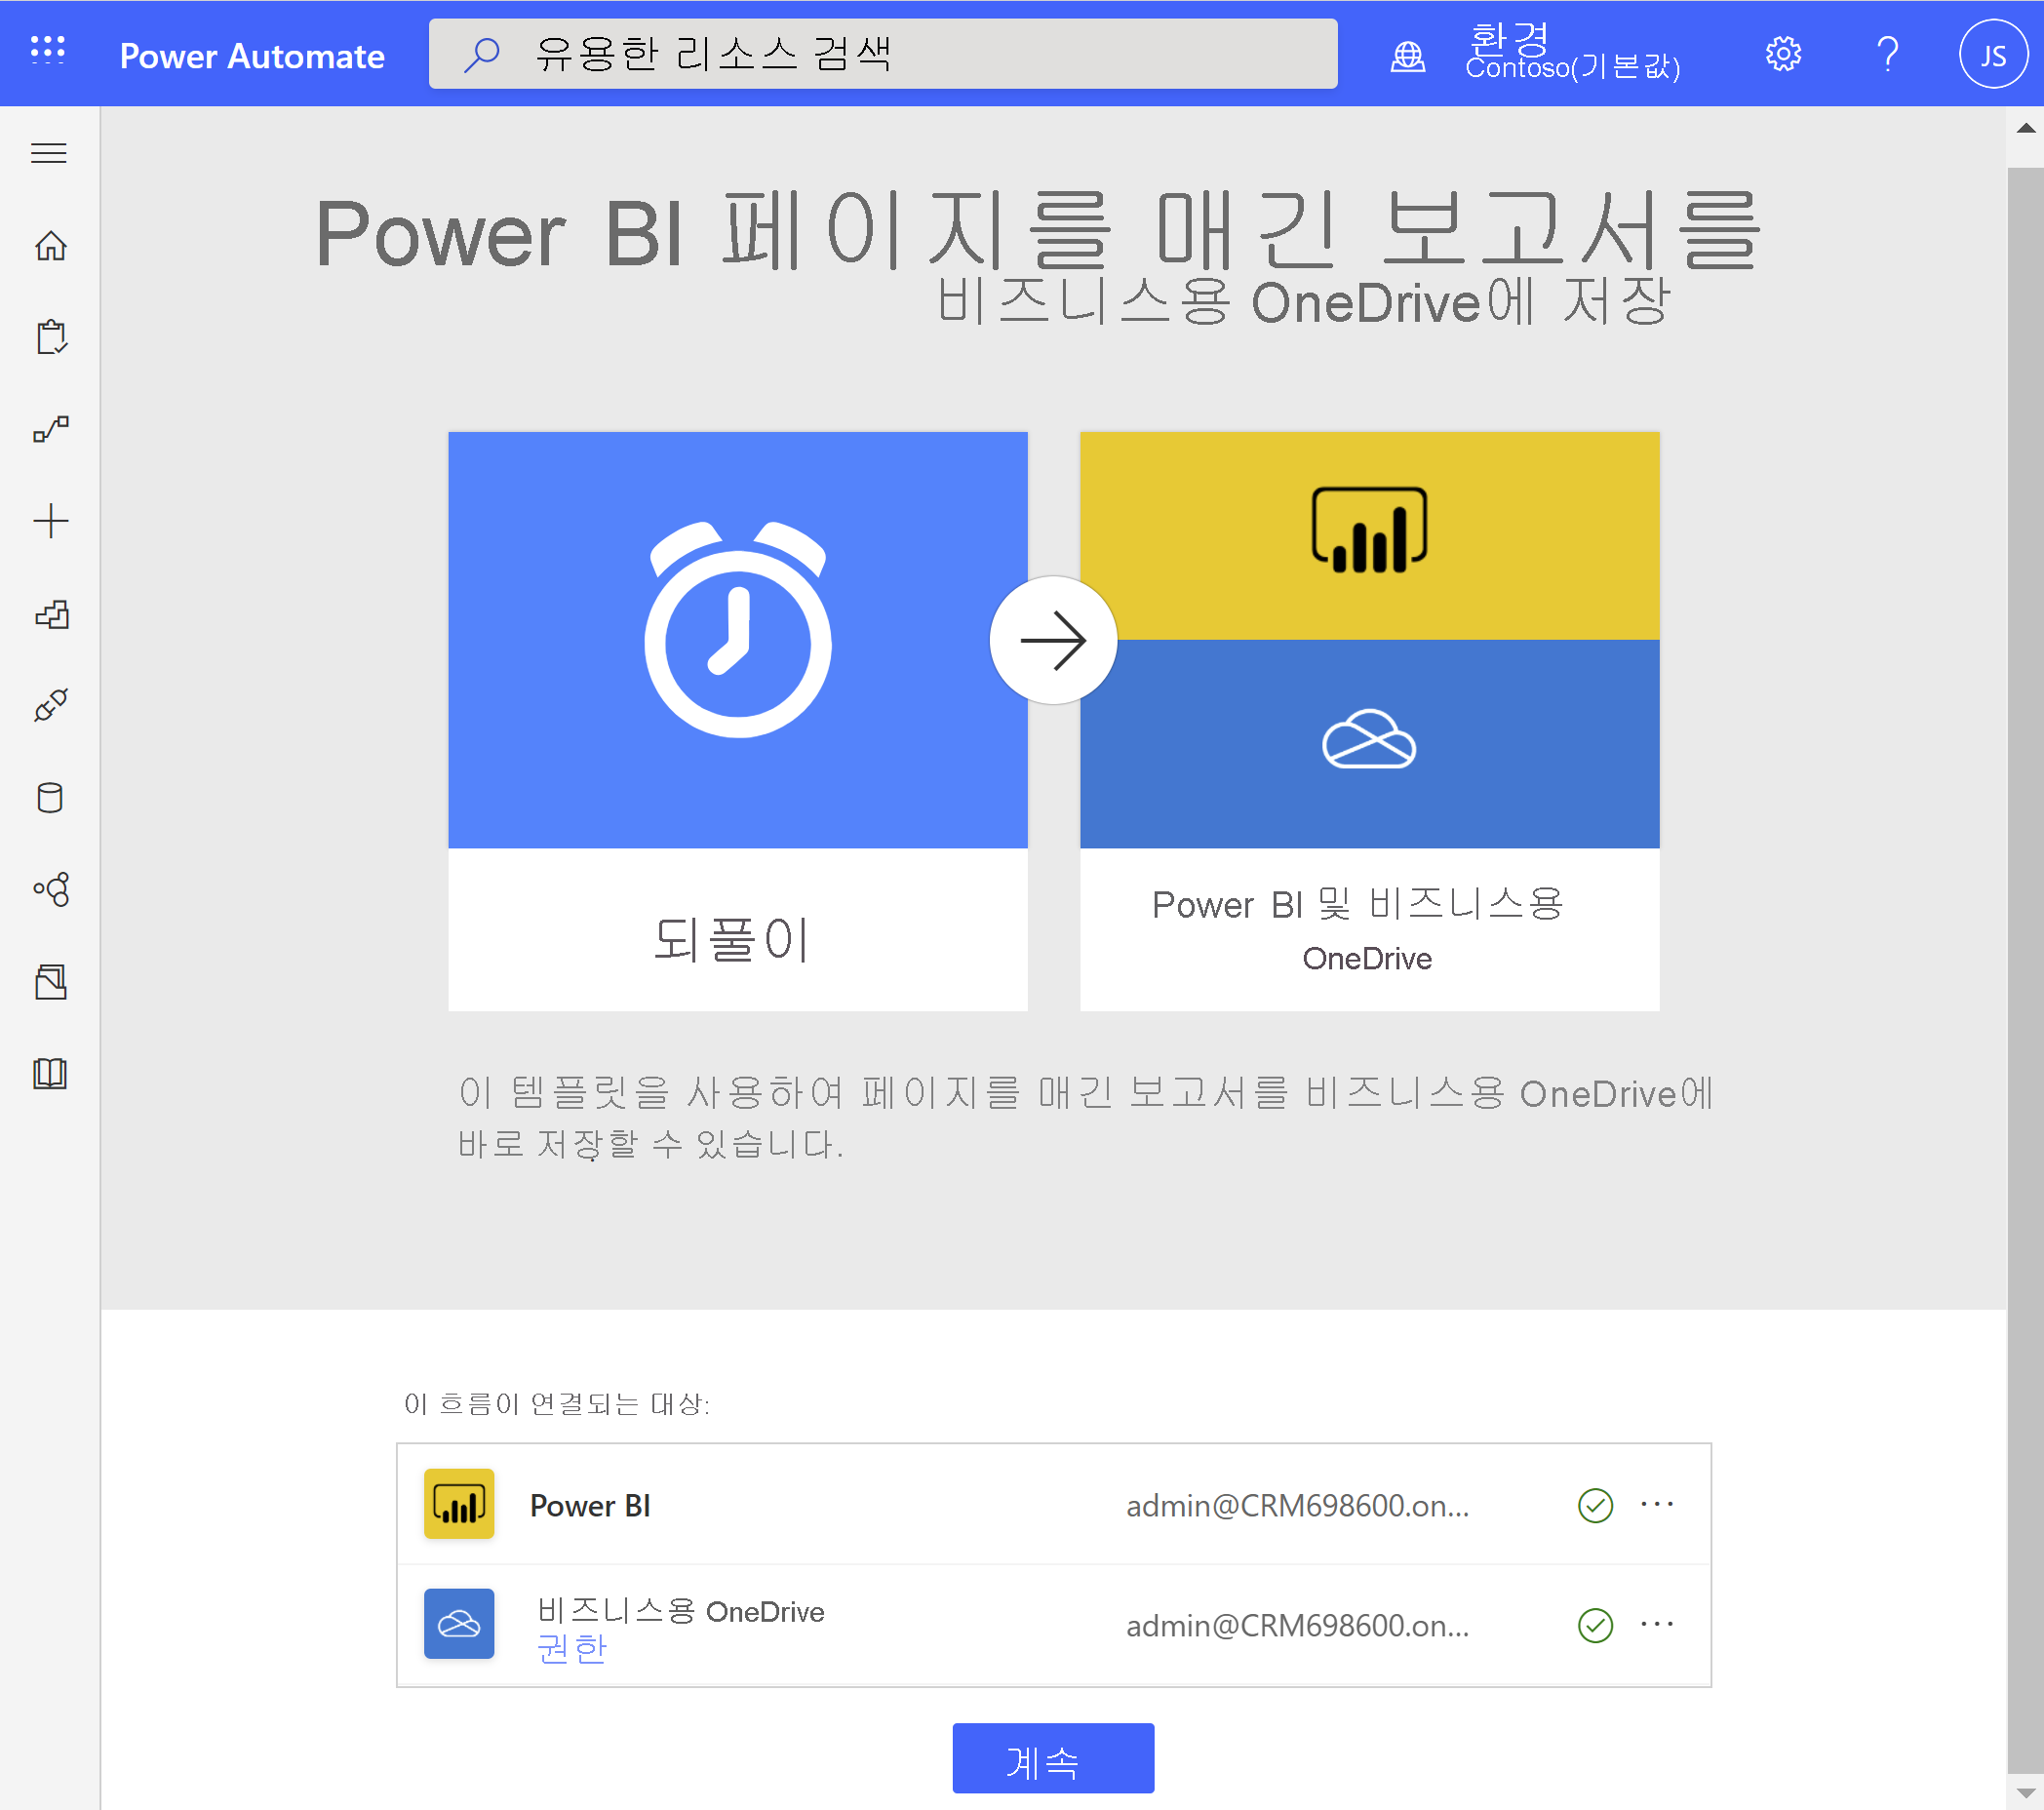 Power Automate
유용한 리소스 검색
환경
Contoso(기본값)
JS
Power BI 페이지를 매긴 보고서를
비즈니스용 OneDrive에 저장
되풀이
Power BI 및 비즈니스용
OneDrive
이 템플릿을 사용하여 페이지를 매긴 보고서를 비즈니스용 OneDrive에
바로 저장할 수 있습니다.
이 흐름이 연결되는 대상:
Power BI
admin@CRM698600.on...
비즈니스용 OneDrive
admin@CRM698600.on...
권한
계속